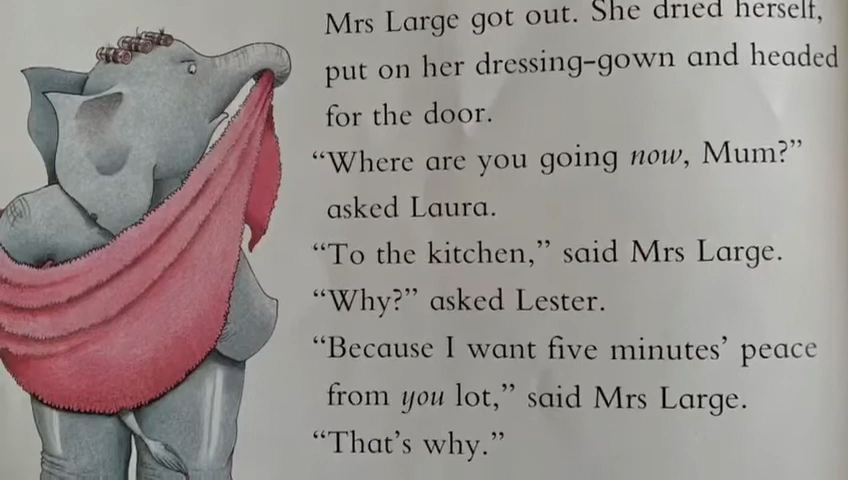 Mrs Large got out. She dried herself,
put on her dressing-gown and headed
for the door.
“Where are you going now, Mum?”
asked Laura.
“To the kitchen,” said Mrs Large.
“Why?” asked Lester.
“Because I want five minutes’ peace
from you lot,” said Mrs Large.
“That’s why.”